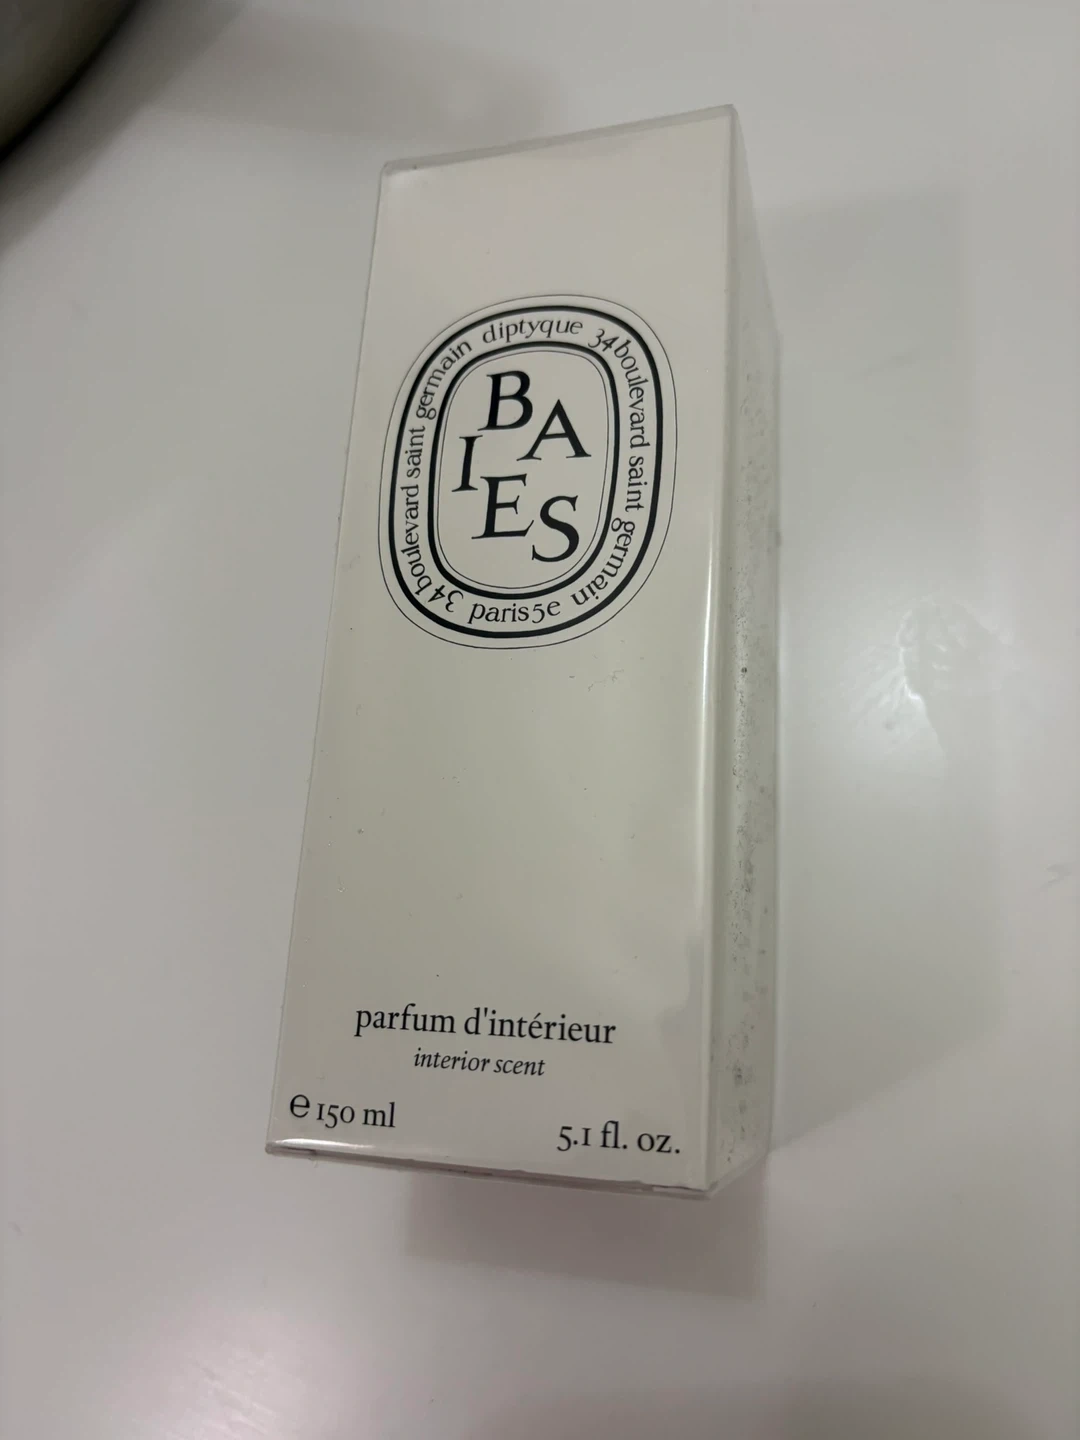 diptyque 34 boulevard saint germain paris 5e 34 boulevard saint germain
BA
IES
parfum d'intérieur
interior scent
℮ 150 ml 5.1 fl. oz.